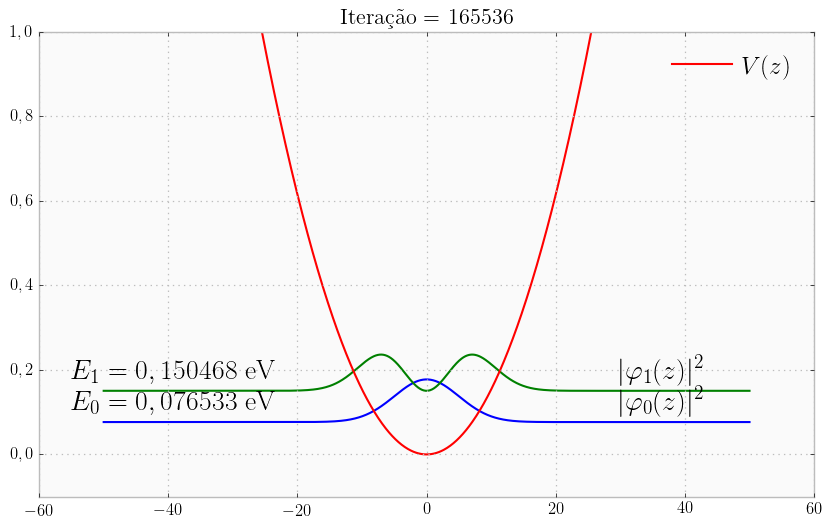 Iteração = 165536
1,0
0,8
0,6
0,4
0,2
0,0
V(z)
E₁ = 0,150468 eV
|φ₁(z)|²
E₀ = 0,076533 eV
|φ₀(z)|²
−60 −40 −20 0 20 40 60